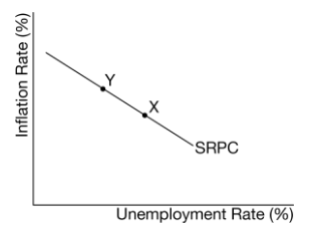 Inflation Rate (%)
Y
X
SRPC
Unemployment Rate (%)